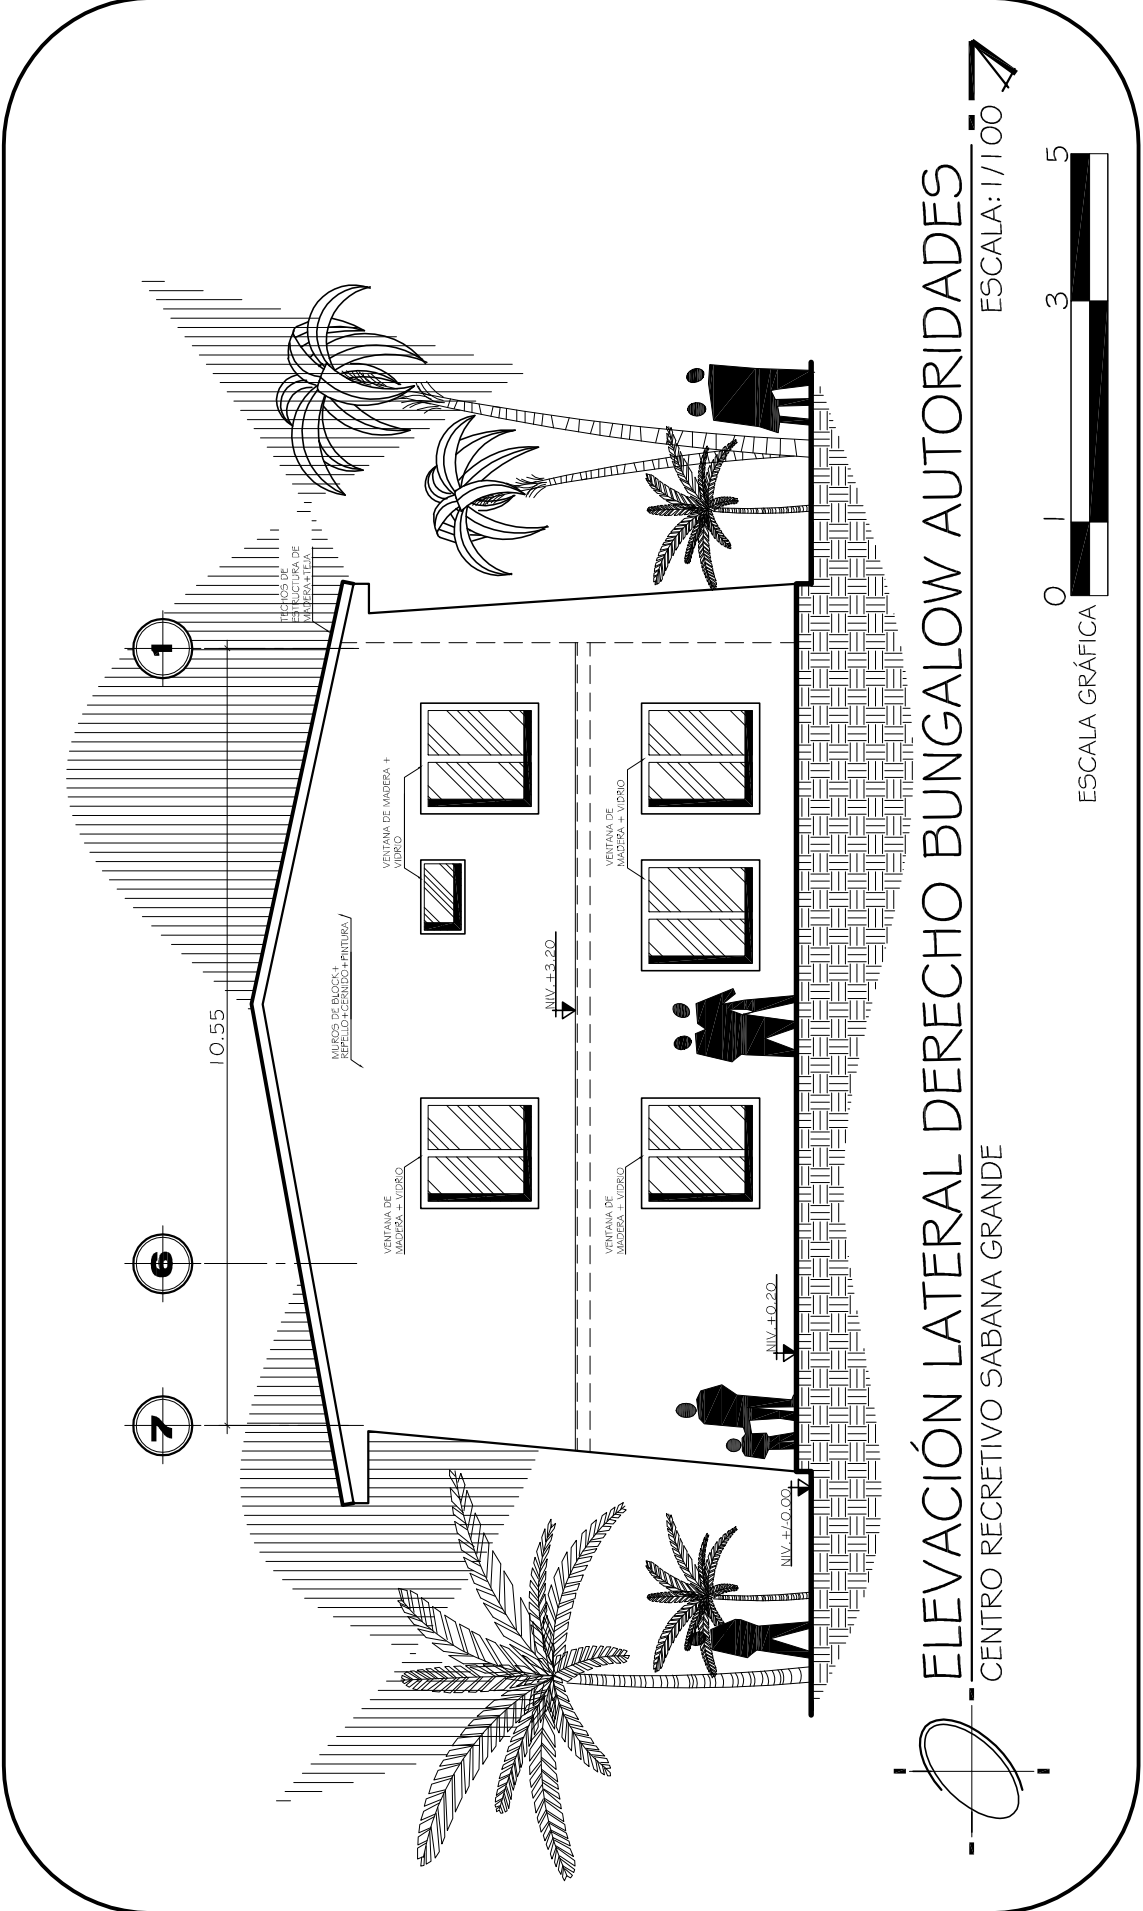 7
6
1
10.55
TECHOS DE
ESTRUCTURA DE
MADERA+TEJA
MUROS DE BLOCK+
REPELLO+CERNIDO+PINTURA
VENTANA DE
MADERA + VIDRIO
VENTANA DE MADERA +
VIDRIO
NIV.+3.20
VENTANA DE
MADERA + VIDRIO
VENTANA DE
MADERA + VIDRIO
NIV.+0.20
NIV.+/-0.00
ELEVACIÓN LATERAL DERECHO BUNGALOW AUTORIDADES
CENTRO RECRETIVO SABANA GRANDE
ESCALA: 1/100
0 1 3 5
ESCALA GRÁFICA